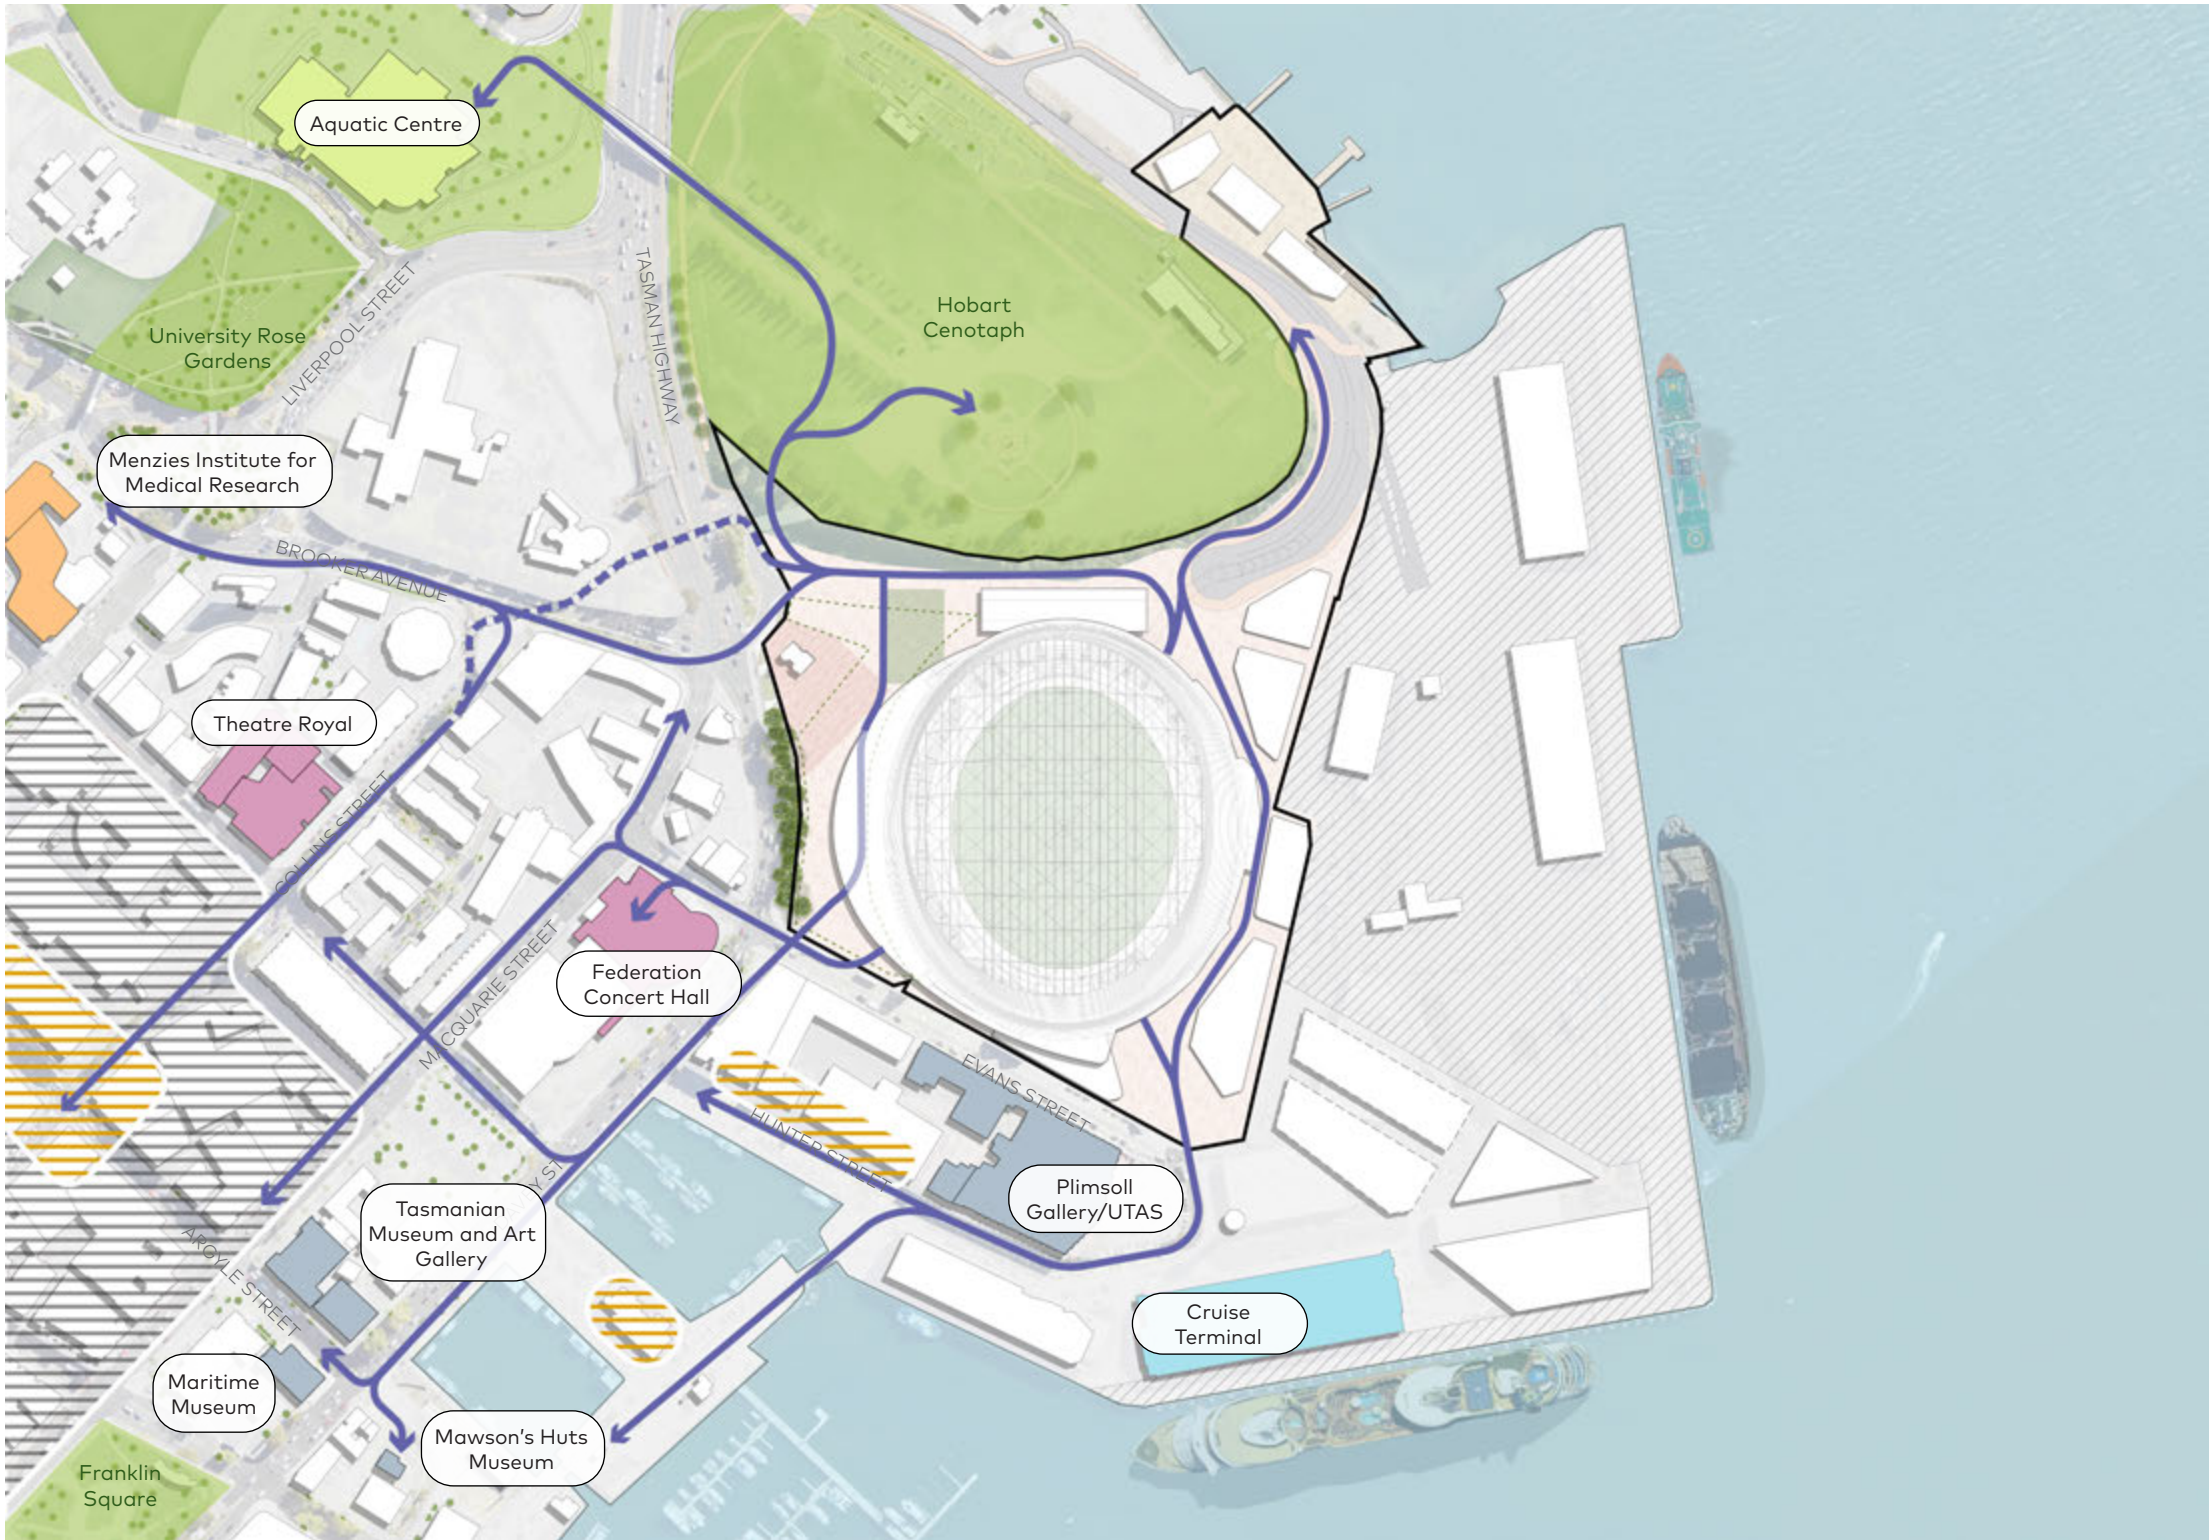 Aquatic Centre
TASMAN HIGHWAY
Hobart
Cenotaph
University Rose
Gardens
LIVERPOOL STREET
Menzies Institute for
Medical Research
BROOKER AVENUE
Theatre Royal
COLLINS STREET
MACQUARIE STREET
Federation
Concert Hall
EVANS STREET
HUNTER STREET
Plimsoll
Gallery/UTAS
Tasmanian
Museum and Art
Gallery
Y ST
ARGYLE STREET
Cruise
Terminal
Maritime
Museum
Mawson's Huts
Museum
Franklin
Square